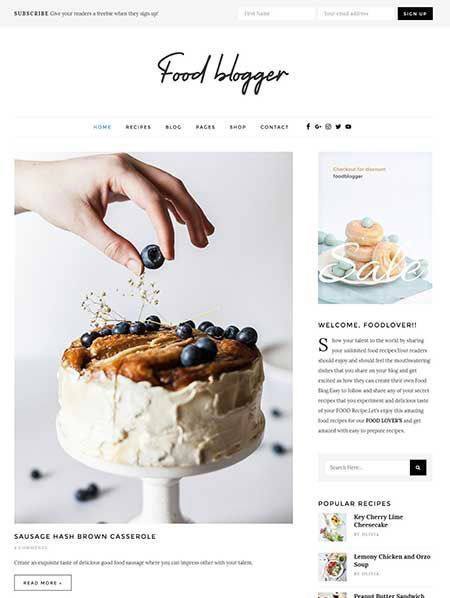 SUBSCRIBE Give your readers a freebie when they sign up!
First Name
Your email address
SIGN UP
Food blogger
HOME RECIPES BLOG PAGES SHOP CONTACT
Checkout for discount
foodblogger
Sale
WELCOME, FOODLOVER!!
Show your talent to the world by sharing
your unlimited food recipes.Your readers
should enjoy and should feel the mouthwatering
dishes that you share on your blog and get
excited as how they can create their own Food
Blog.Easy to follow and share any of your secret
recipes that you experiment and delicious taste
of your FOOD Recipe.Let's enjoy this amazing
food recipes for our FOOD LOVER'S and get
amazed with easy to prepare recipes.
Search Here...
SAUSAGE HASH BROWN CASSEROLE
COMMENTS
Create an exquisite taste of delicious good food sausage where you can impress other with your talent.
READ MORE »
POPULAR RECIPES
Key Cherry Lime
Cheesecake
BY OLIVIA
Lemony Chicken and Orzo
Soup
BY OLIVIA
Peanut Butter Sandwich